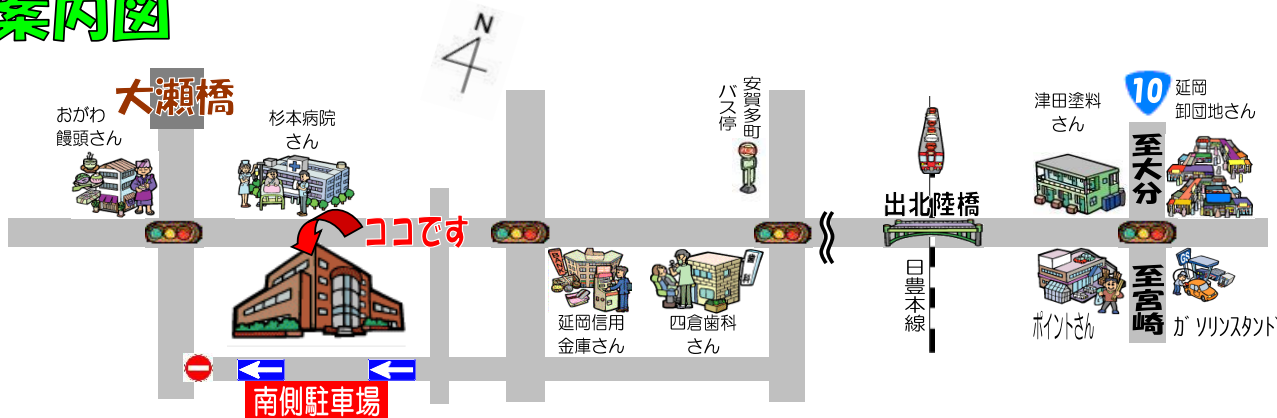 案内図
N
大瀬橋
おがわ
饅頭さん
杉本病院
さん
ココです
南側駐車場
延岡信用
金庫さん
四倉歯科
さん
歯科
安賀多町
バス停
出北陸橋
日豊本線
津田塗料
さん
10
延岡
卸団地さん
至大分
至宮崎
ポイントさん
GS
ガソリンスタンド
BANK